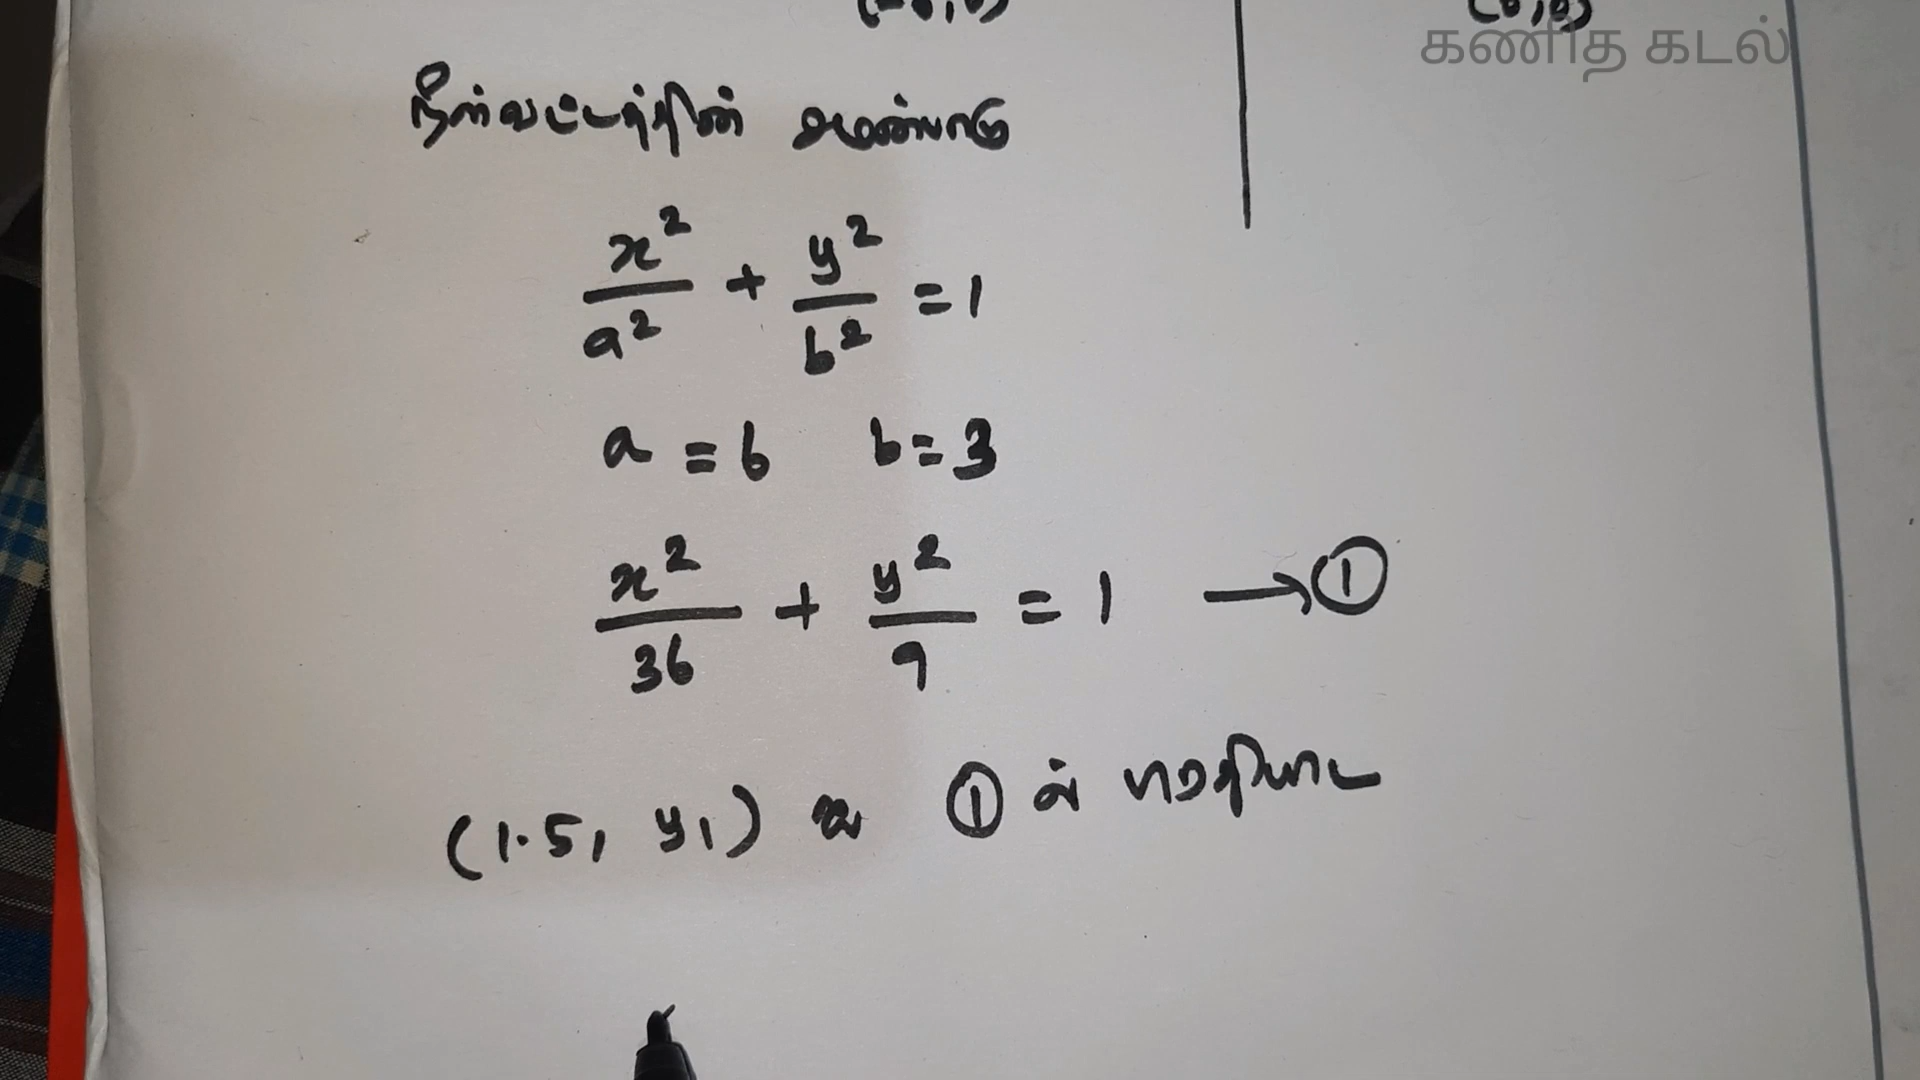 கணித கடல்
நீள்வட்டத்தின் சமன்பாடு
x²/a² + y²/b² = 1
a = 6 b = 3
x²/36 + y²/9 = 1 → ①
(1.5, y₁) ஐ ① ல் பிரதியிட